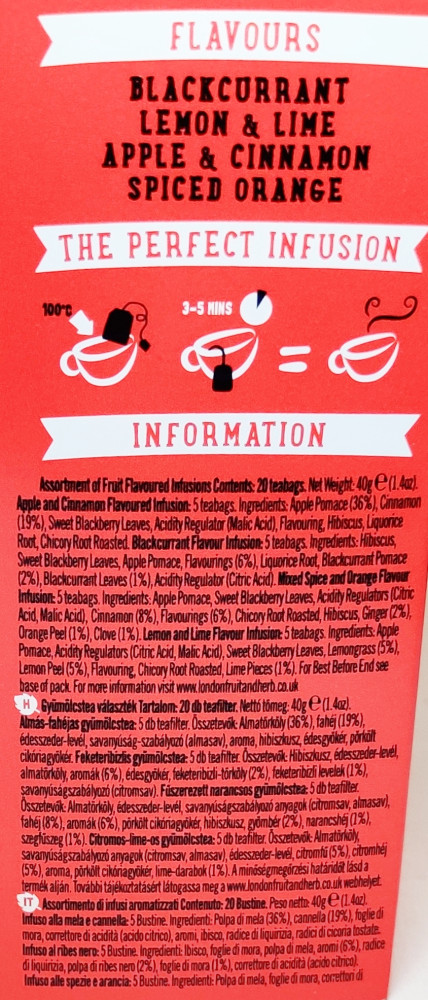 FLAVOURS
BLACKCURRANT
LEMON & LIME
APPLE & CINNAMON
SPICED ORANGE
THE PERFECT INFUSION
100°C
3-5 MINS
INFORMATION
Assortment of Fruit Flavoured Infusions Contents: 20 teabags. Net Weight: 40g ℮ (1.4oz).
Apple and Cinnamon Flavoured Infusion: 5 teabags. Ingredients: Apple Pomace (36%), Cinnamon
(19%), Sweet Blackberry Leaves, Acidity Regulator (Malic Acid), Flavouring, Hibiscus, Liquorice
Root, Chicory Root Roasted. Blackcurrant Flavour Infusion: 5 teabags. Ingredients: Hibiscus,
Sweet Blackberry Leaves, Apple Pomace, Flavourings (6%), Liquorice Root, Blackcurrant Pomace
(2%), Blackcurrant Leaves (1%), Acidity Regulator (Citric Acid). Mixed Spice and Orange Flavour
Infusion: 5 teabags. Ingredients: Apple Pomace, Sweet Blackberry Leaves, Acidity Regulators (Citric
Acid, Malic Acid), Cinnamon (8%), Flavourings (6%), Chicory Root Roasted, Hibiscus, Ginger (2%),
Orange Peel (1%), Clove (1%). Lemon and Lime Flavour Infusion: 5 teabags. Ingredients: Apple
Pomace, Acidity Regulators (Citric Acid, Malic Acid), Sweet Blackberry Leaves, Lemongrass (5%),
Lemon Peel (5%), Flavouring, Chicory Root Roasted, Lime Pieces (1%). For Best Before End see
base of pack. For more information visit www.londonfruitandherb.co.uk
H Gyümölcstea választék Tartalom: 20 db teafilter. Nettó tömeg: 40g ℮ (1.4oz).
Almás-fahéjas gyümölcstea: 5 db teafilter. Összetevők: Almatörköly (36%), fahéj (19%),
édesszeder-levél, savanyúság-szabályozó (almasav), aroma, hibiszkusz, édesgyökér, pörkölt
cikóriagyökér. Feketeribizlis gyümölcstea: 5 db teafilter. Összetevők: Hibiszkusz, édesszeder-levél,
almatörköly, aromák (6%), édesgyökér, feketeribizli-törköly (2%), feketeribizli levelek (1%),
savanyúságszabályozó (citromsav). Fűszerezett narancsos gyümölcstea: 5 db teafilter.
Összetevők: Almatörköly, édesszeder-levél, savanyúságszabályozó anyagok (citromsav, almasav),
fahéj (8%), aromák (6%), pörkölt cikóriagyökér, hibiszkusz, gyömbér (2%), narancshéj (1%),
szegfűszeg (1%). Citromos-lime-os gyümölcstea: 5 db teafilter. Összetevők: Almatörköly,
savanyúságszabályozó anyagok (citromsav, almasav), édesszeder-levél, citromfű (5%), citromhéj
(5%), aroma, pörkölt cikóriagyökér, lime-darabok (1%). A minőségmegőrzési határidőt lásd a
termék alján. További tájékoztatásért látogassa meg a www.londonfruitandherb.co.uk webhelyet.
IT Assortimento di infusi aromatizzati Contenuto: 20 Bustine. Peso netto: 40g ℮ (1.4oz).
Infuso alla mela e cannella: 5 Bustine. Ingredienti: Polpa di mela (36%), cannella (19%), foglie di
mora, correttore di acidità (acido citrico), aromi, ibisco, radice di liquirizia, radici di cicoria tostate.
Infuso al ribes nero: 5 Bustine. Ingredienti: Ibisco, foglie di mora, polpa di mela, aromi (6%), radice
di liquirizia, polpa di ribes nero (2%), foglie di mora (1%), correttore di acidità (acido citrico).
Infuso alle spezie e arancia: 5 Bustine. Ingredienti: Polpa di mela, foglie di mora, correttori di